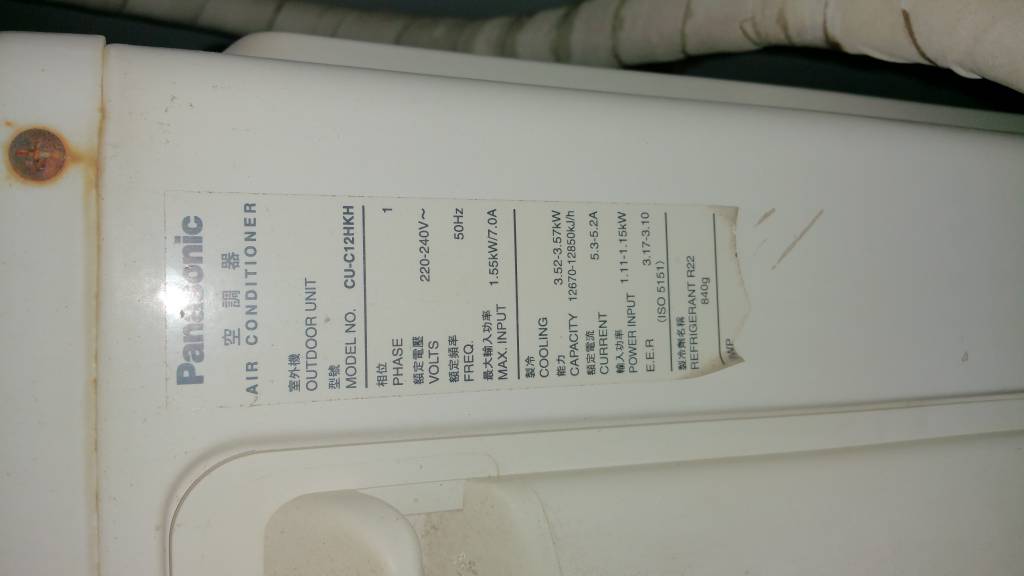 Panasonic
空調器
AIR CONDITIONER
室外機
OUTDOOR UNIT
型號
MODEL NO. CU-C12HKH
相位
PHASE 1
額定電壓
VOLTS 220-240V~
額定頻率
FREQ. 50Hz
最大輸入功率
MAX. INPUT 1.55kW/7.0A
製冷
COOLING
能力 3.52-3.57kW
CAPACITY 12670-12850kJ/h
額定電流
CURRENT 5.3-5.2A
輸入功率
POWER INPUT 1.11-1.15kW
E.E.R 3.17-3.10
(ISO 5151)
製冷劑名稱
REFRIGERANT R22
840g